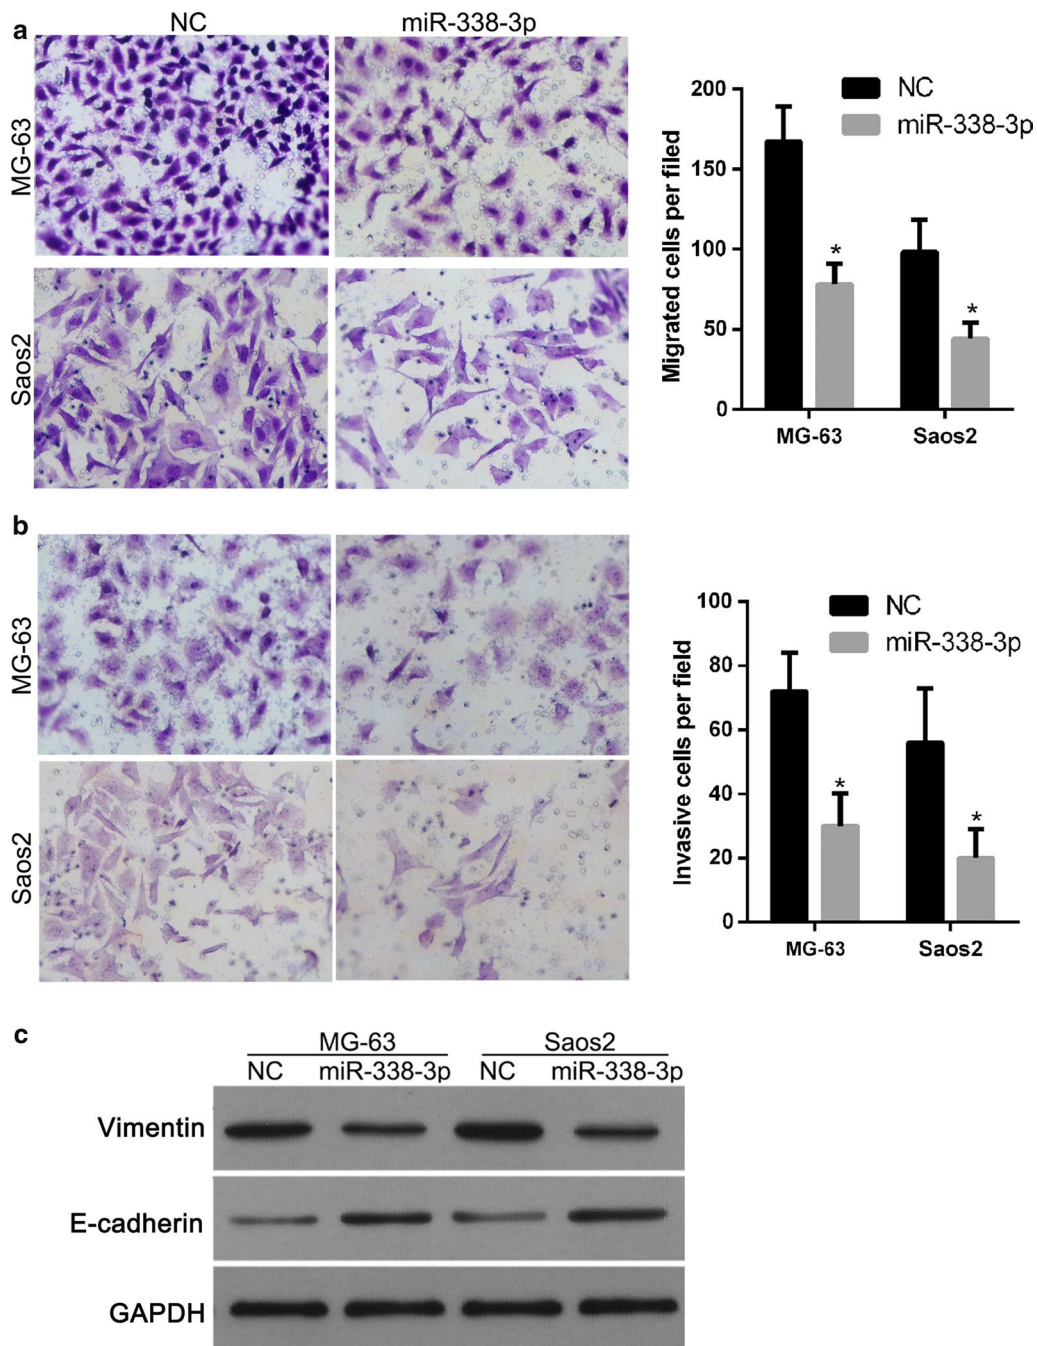 a
NC
miR-338-3p
MG-63
Saos2
Migrated cells per filed
200
150
100
50
0
NC
miR-338-3p
*
*
MG-63
Saos2
b
MG-63
Saos2
Invasive cells per field
100
80
60
40
20
0
NC
miR-338-3p
*
*
MG-63
Saos2
c
MG-63
Saos2
NC
miR-338-3p
NC
miR-338-3p
Vimentin
E-cadherin
GAPDH